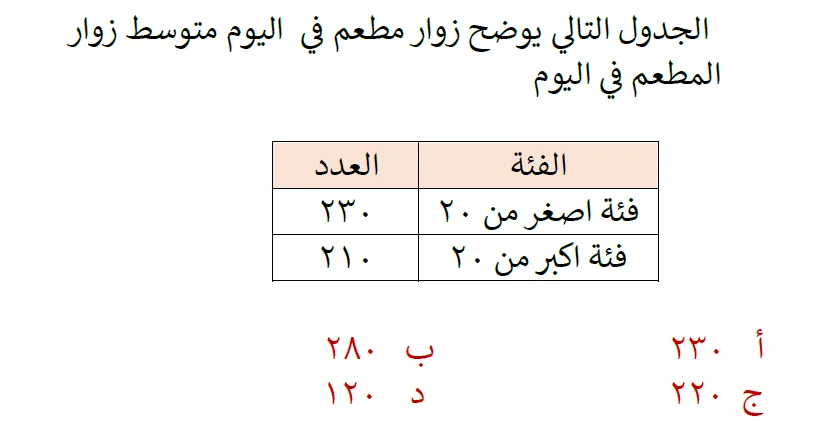 الجدول التالي يوضح زوار مطعم في اليوم متوسط زوار
المطعم في اليوم
الفئة العدد
فئة اصغر من ٢٠ ٢٣٠
فئة اكبر من ٢٠ ٢١٠
أ ٢٣٠ ب ٢٨٠
ج ٢٢٠ د ١٢٠